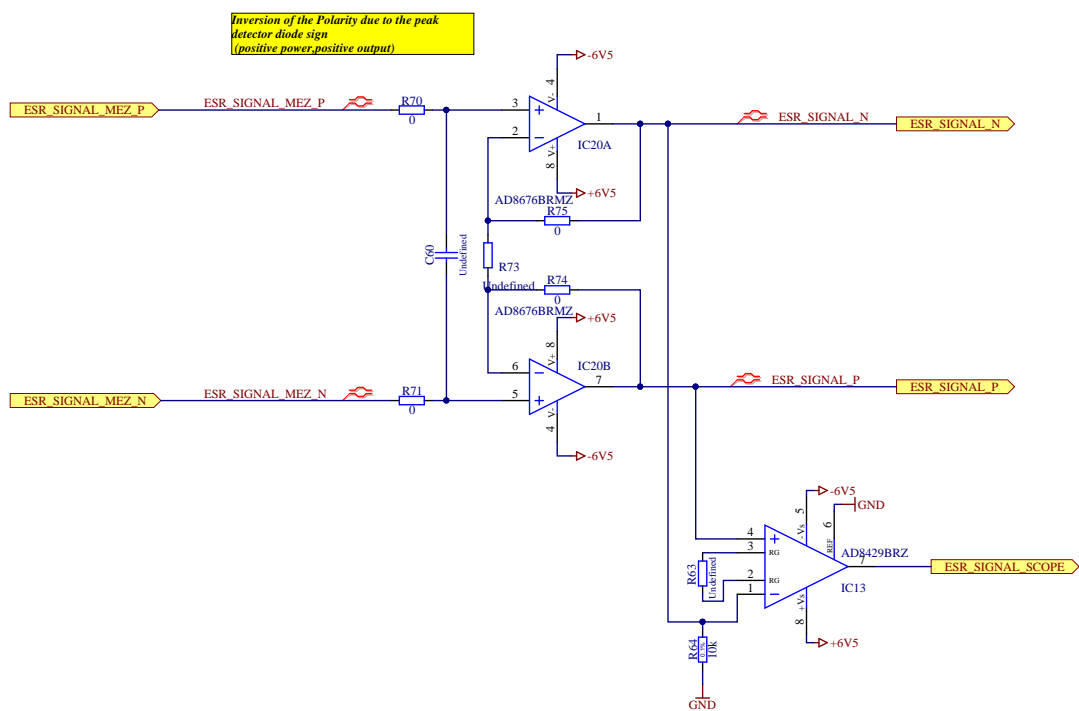 Inversion of the Polarity due to the peak
detector diode sign
(positive power,positive output)
-6V5
ESR_SIGNAL_MEZ_P
ESR_SIGNAL_MEZ_P
R70
0
3
2
4
V-
1
ESR_SIGNAL_N
ESR_SIGNAL_N
IC20A
8
V+
+6V5
AD8676BRMZ
R75
0
C60
Undefined
R73
Undefined
R74
0
AD8676BRMZ
+6V5
8
V+
IC20B
6
5
7
4
V-
ESR_SIGNAL_P
ESR_SIGNAL_P
ESR_SIGNAL_MEZ_N
ESR_SIGNAL_MEZ_N
R71
0
-6V5
-6V5
5
-Vs
6
REF
GND
4
3
RG
2
RG
1
R63
Undefined
AD8429BRZ
7
ESR_SIGNAL_SCOPE
IC13
+Vs
8
+6V5
R64
0.1%
10k
GND